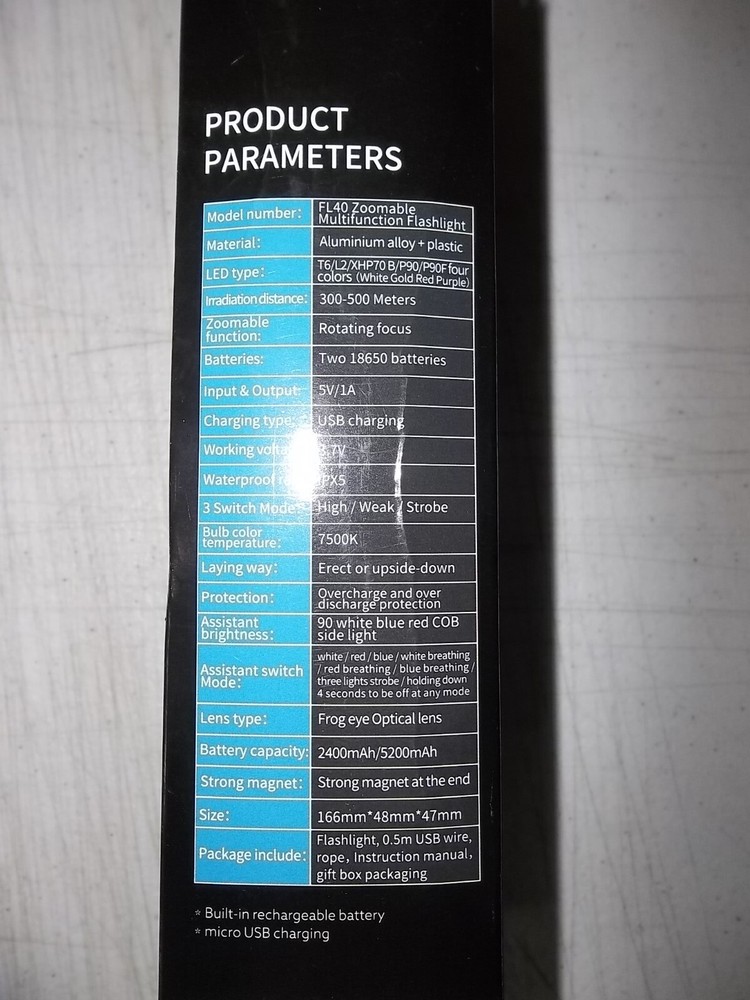 PRODUCT
PARAMETERS
Model number: FL40 Zoomable
Multifunction Flashlight
Material: Aluminium alloy + plastic
LED type: T6/L2/XHP70 B/P90/P90F four
colors (White Gold Red Purple)
Irradiation distance: 300-500 Meters
Zoomable
function: Rotating focus
Batteries: Two 18650 batteries
Input & Output: 5V/1A
Charging type: USB charging
Working 3.7V
Waterproof IPX5
3 Switch Mode: High / Weak / Strobe
Bulb color
temperature: 7500K
Laying way: Erect or upside-down
Protection: Overcharge and over
discharge protection
Assistant
brightness: 90 white blue red COB
side light
Assistant switch
Mode: white / red / blue / white breathing
/ red breathing / blue breathing /
three lights strobe / holding down
4 seconds to be off at any mode
Lens type: Frog eye Optical lens
Battery capacity: 2400mAh/5200mAh
Strong magnet: Strong magnet at the end
Size: 166mm*48mm*47mm
Package include: Flashlight, 0.5m USB wire,
rope, Instruction manual,
gift box packaging
* Built-in rechargeable battery
* micro USB charging